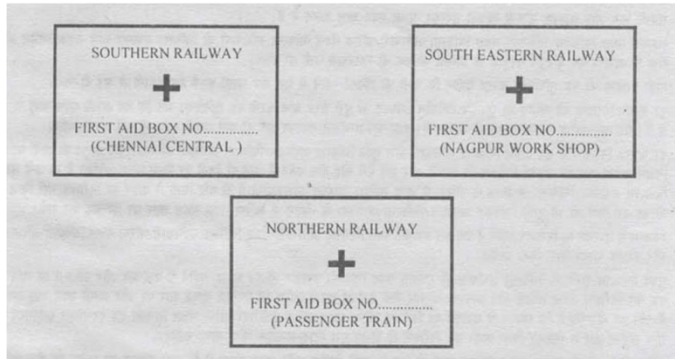 SOUTHERN RAILWAY
FIRST AID BOX NO..............
(CHENNAI CENTRAL )
SOUTH EASTERN RAILWAY
FIRST AID BOX NO..............
(NAGPUR WORK SHOP)
NORTHERN RAILWAY
FIRST AID BOX NO..............
(PASSENGER TRAIN)